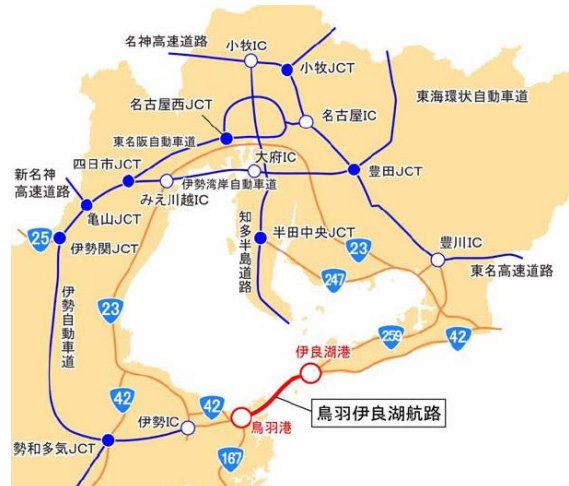 名神高速道路
小牧IC
小牧JCT
東海環状自動車道
名古屋西JCT
名古屋IC
東名阪自動車道
大府IC
四日市JCT
豊田JCT
新名神
高速道路
伊勢湾岸自動車道
みえ川越IC
亀山JCT
25
伊勢関JCT
知多半島道路
半田中央JCT
23
豊川IC
東名高速道路
247
伊勢自動車道
23
259
42
伊良湖港
42
42
伊勢IC
鳥羽港
鳥羽伊良湖航路
勢和多気JCT
167